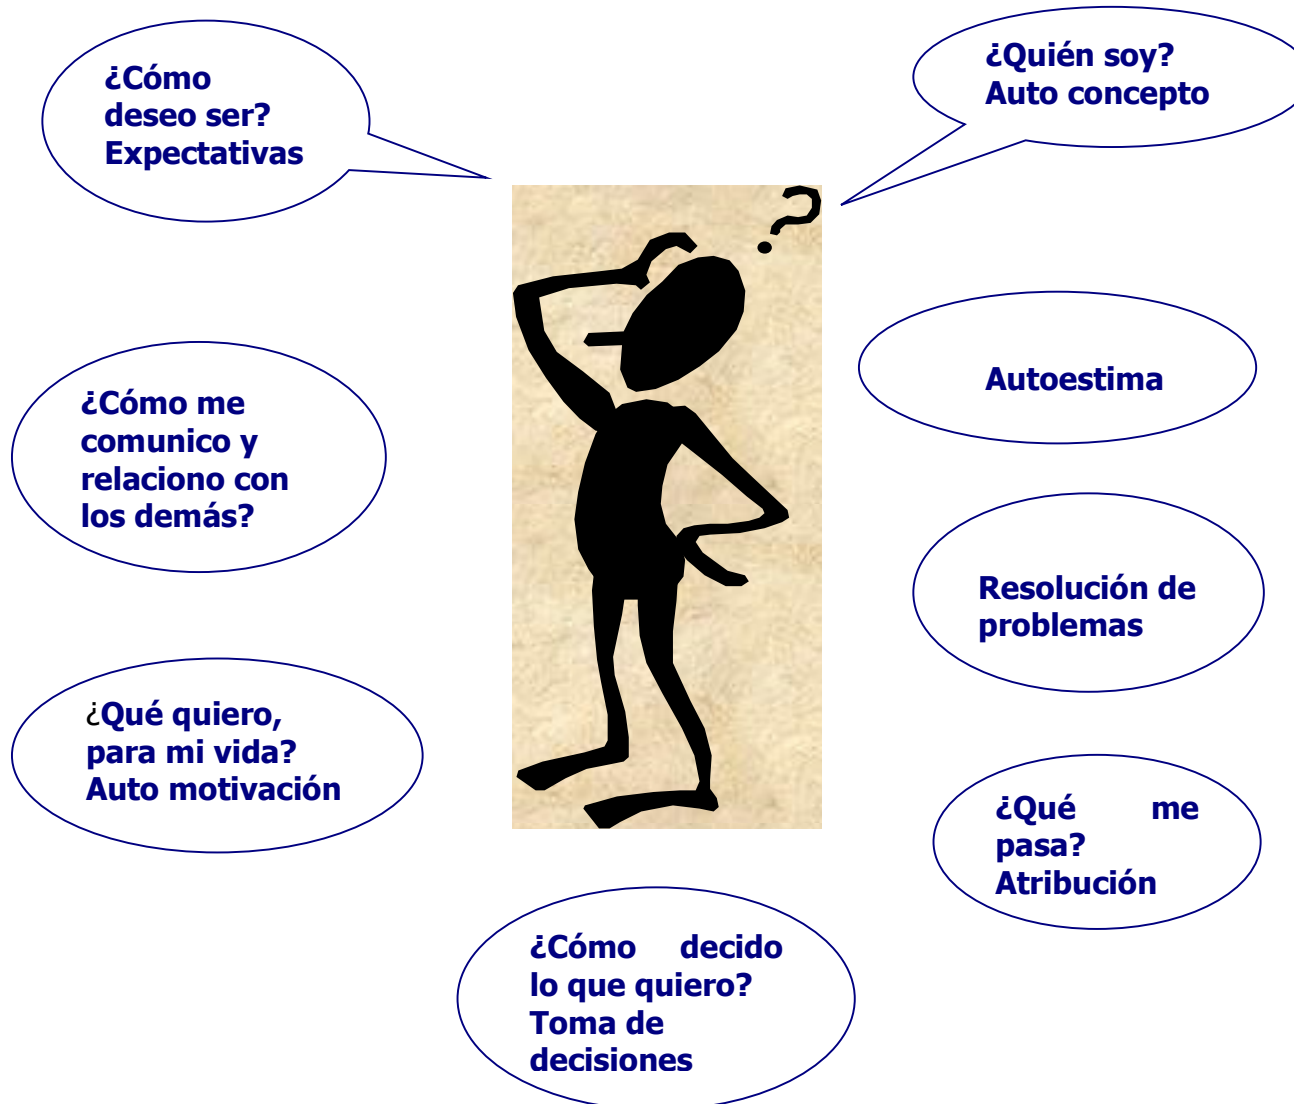 ¿Cómo
deseo ser?
Expectativas
¿Quién soy?
Auto concepto
?
Autoestima
¿Cómo me
comunico y
relaciono con
los demás?
Resolución de
problemas
¿Qué quiero,
para mi vida?
Auto motivación
¿Qué me
pasa?
Atribución
¿Cómo decido
lo que quiero?
Toma de
decisiones